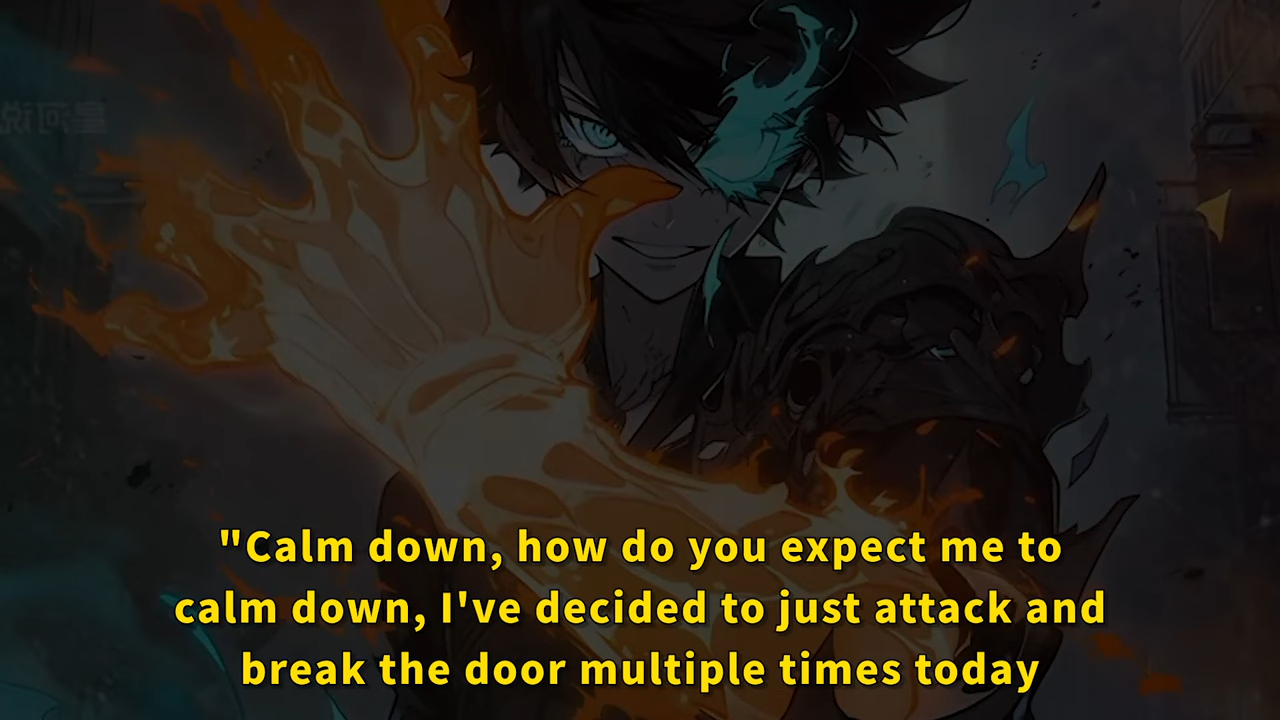 "Calm down, how do you expect me to
calm down, I've decided to just attack and
break the door multiple times today